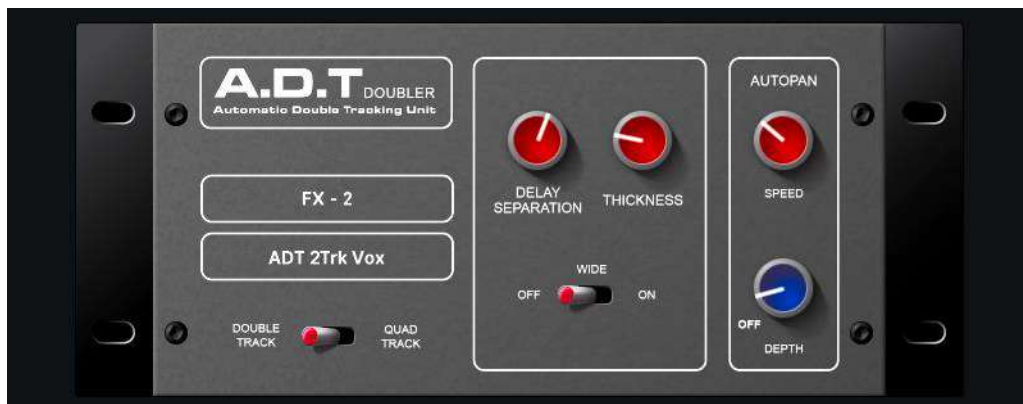 A.D.T DOUBLER
Automatic Double Tracking Unit
FX - 2
ADT 2Trk Vox
DOUBLE
TRACK
QUAD
TRACK
DELAY
SEPARATION
THICKNESS
WIDE
OFF
ON
AUTOPAN
SPEED
OFF
DEPTH